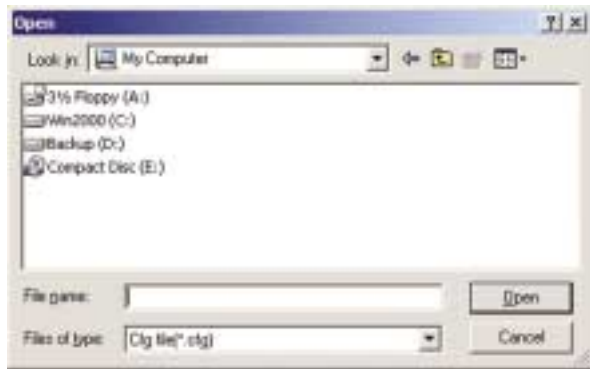 Open
Look in: My Computer
3½ Floppy (A:)
Win2000 (C:)
Backup (D:)
Compact Disc (E:)
File name:
Open
Files of type: Cfg file(*.cfg)
Cancel